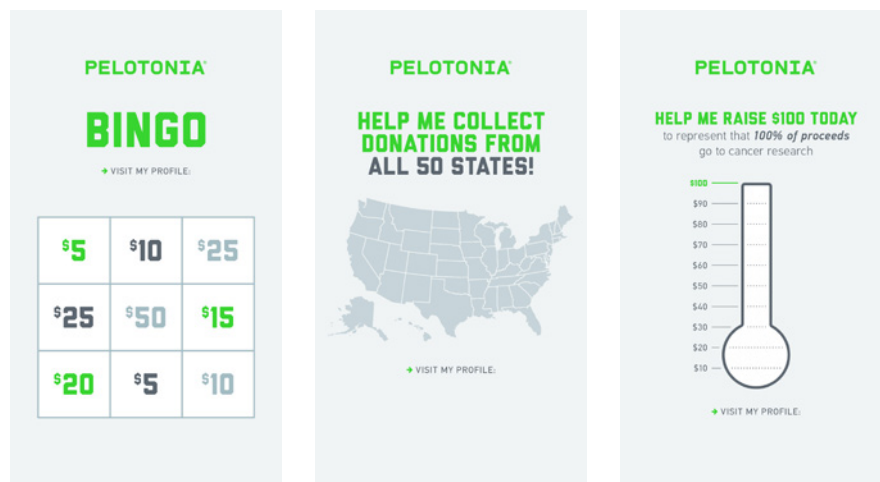 PELOTONIA
BINGO
→ VISIT MY PROFILE:
$5 $10 $25
$25 $50 $15
$20 $5 $10
PELOTONIA
HELP ME COLLECT
DONATIONS FROM
ALL 50 STATES!
→ VISIT MY PROFILE:
PELOTONIA
HELP ME RAISE $100 TODAY
to represent that 100% of proceeds
go to cancer research
$100
$90
$80
$70
$60
$50
$40
$30
$20
$10
→ VISIT MY PROFILE: